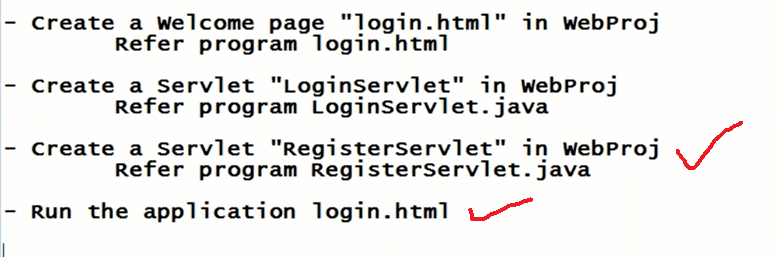 - Create a Welcome page "login.html" in WebProj
Refer program login.html
- Create a Servlet "LoginServlet" in WebProj
Refer program LoginServlet.java
- Create a Servlet "RegisterServlet" in WebProj
Refer program RegisterServlet.java
- Run the application login.html